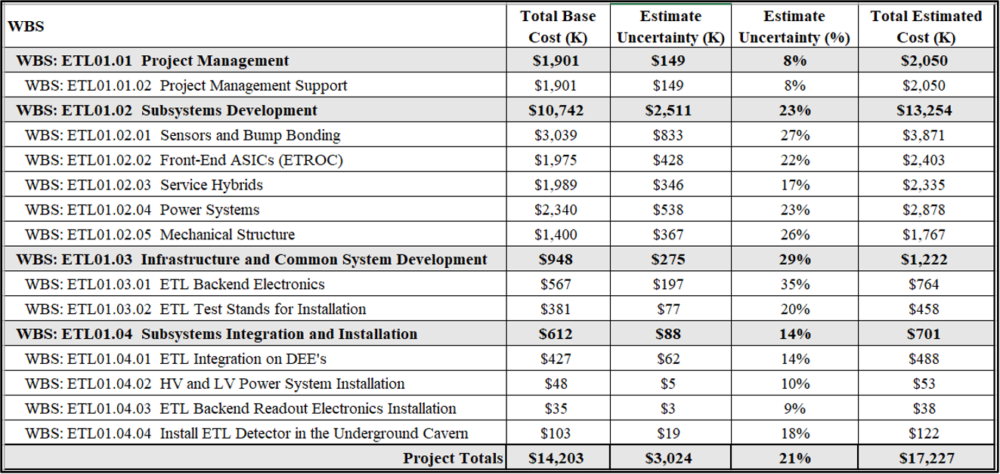 WBS Total Base Cost (K) Estimate Uncertainty (K) Estimate Uncertainty (%) Total Estimated Cost (K)
WBS: ETL01.01 Project Management $1,901 $149 8% $2,050
WBS: ETL01.01.02 Project Management Support $1,901 $149 8% $2,050
WBS: ETL01.02 Subsystems Development $10,742 $2,511 23% $13,254
WBS: ETL01.02.01 Sensors and Bump Bonding $3,039 $833 27% $3,871
WBS: ETL01.02.02 Front-End ASICs (ETROC) $1,975 $428 22% $2,403
WBS: ETL01.02.03 Service Hybrids $1,989 $346 17% $2,335
WBS: ETL01.02.04 Power Systems $2,340 $538 23% $2,878
WBS: ETL01.02.05 Mechanical Structure $1,400 $367 26% $1,767
WBS: ETL01.03 Infrastructure and Common System Development $948 $275 29% $1,222
WBS: ETL01.03.01 ETL Backend Electronics $567 $197 35% $764
WBS: ETL01.03.02 ETL Test Stands for Installation $381 $77 20% $458
WBS: ETL01.04 Subsystems Integration and Installation $612 $88 14% $701
WBS: ETL01.04.01 ETL Integration on DEE's $427 $62 14% $488
WBS: ETL01.04.02 HV and LV Power System Installation $48 $5 10% $53
WBS: ETL01.04.03 ETL Backend Readout Electronics Installation $35 $3 9% $38
WBS: ETL01.04.04 Install ETL Detector in the Underground Cavern $103 $19 18% $122
Project Totals $14,203 $3,024 21% $17,227